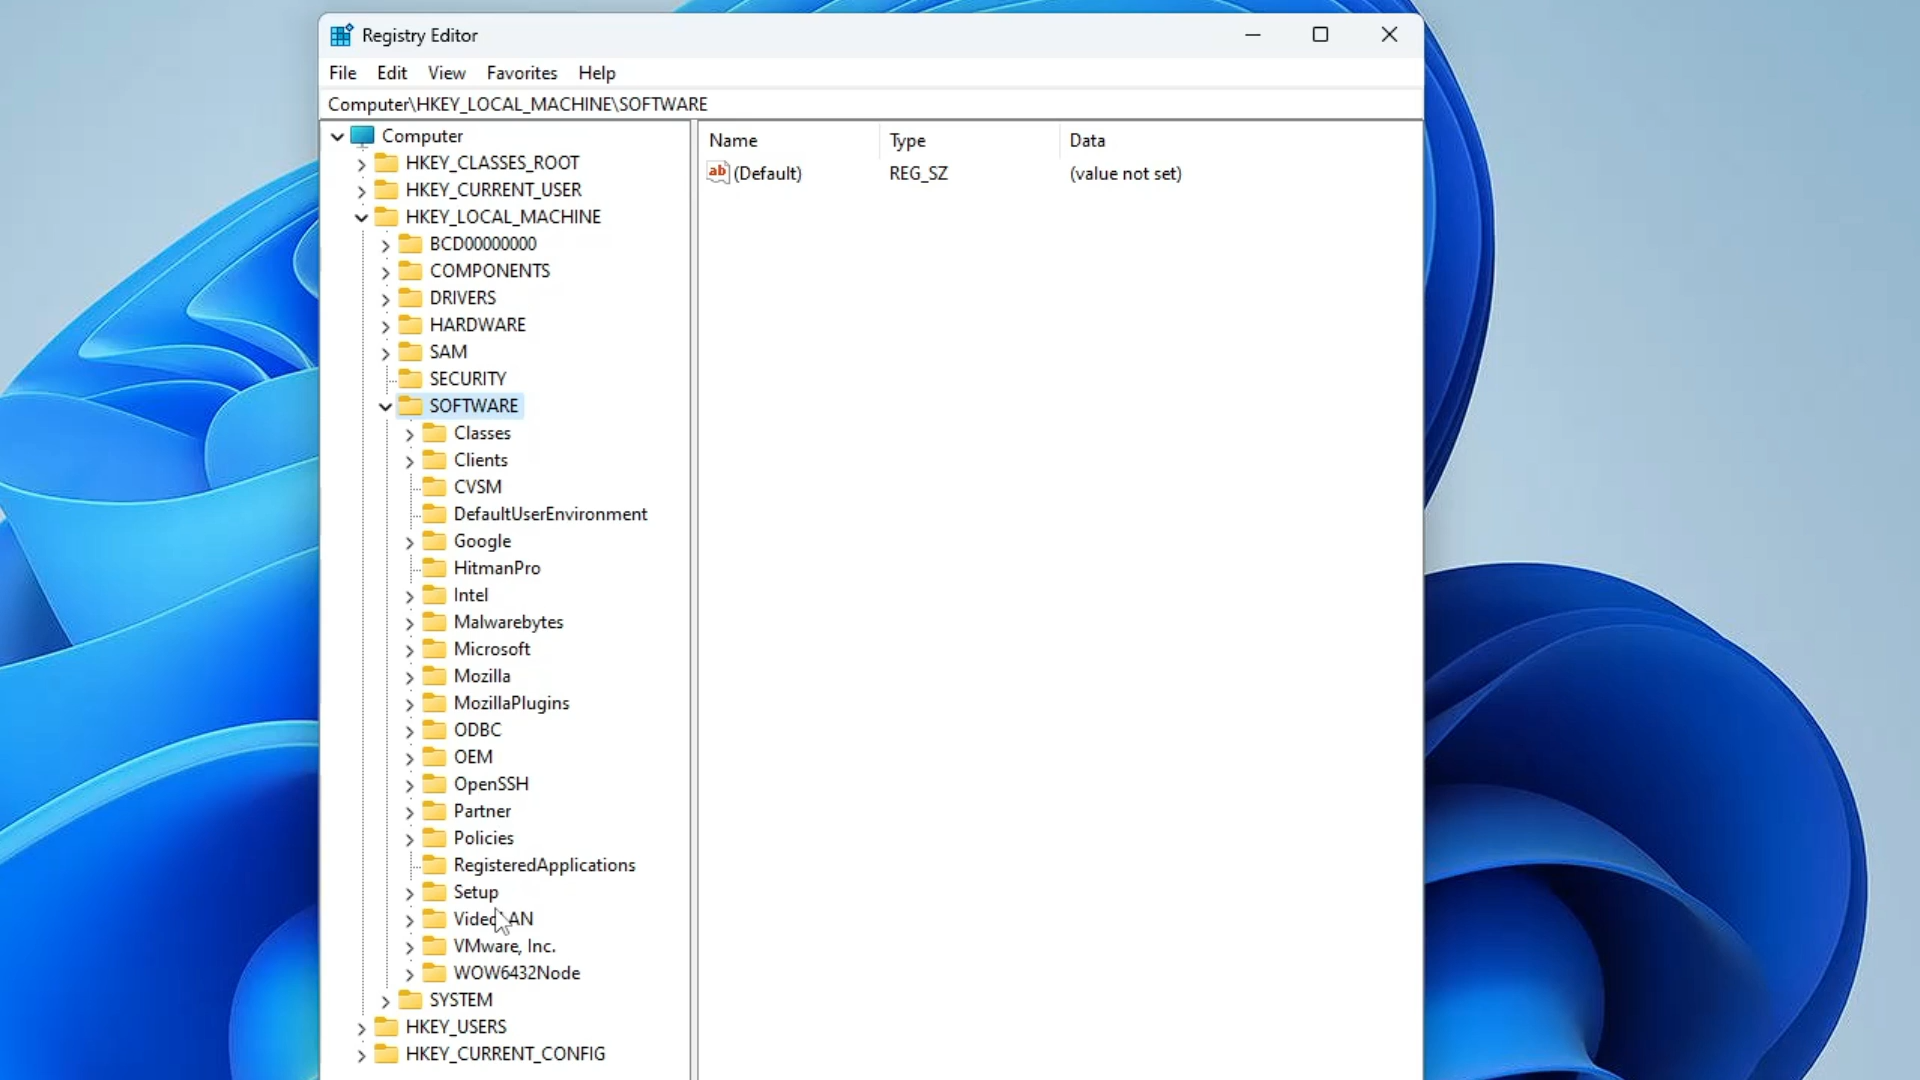 Registry Editor
File Edit View Favorites Help
Computer\HKEY_LOCAL_MACHINE\SOFTWARE
Computer
HKEY_CLASSES_ROOT
HKEY_CURRENT_USER
HKEY_LOCAL_MACHINE
BCD00000000
COMPONENTS
DRIVERS
HARDWARE
SAM
SECURITY
SOFTWARE
Classes
Clients
CVSM
DefaultUserEnvironment
Google
HitmanPro
Intel
Malwarebytes
Microsoft
Mozilla
MozillaPlugins
ODBC
OEM
OpenSSH
Partner
Policies
RegisteredApplications
Setup
VideoLAN
VMware, Inc.
WOW6432Node
SYSTEM
HKEY_USERS
HKEY_CURRENT_CONFIG
Name Type Data
ab (Default) REG_SZ (value not set)